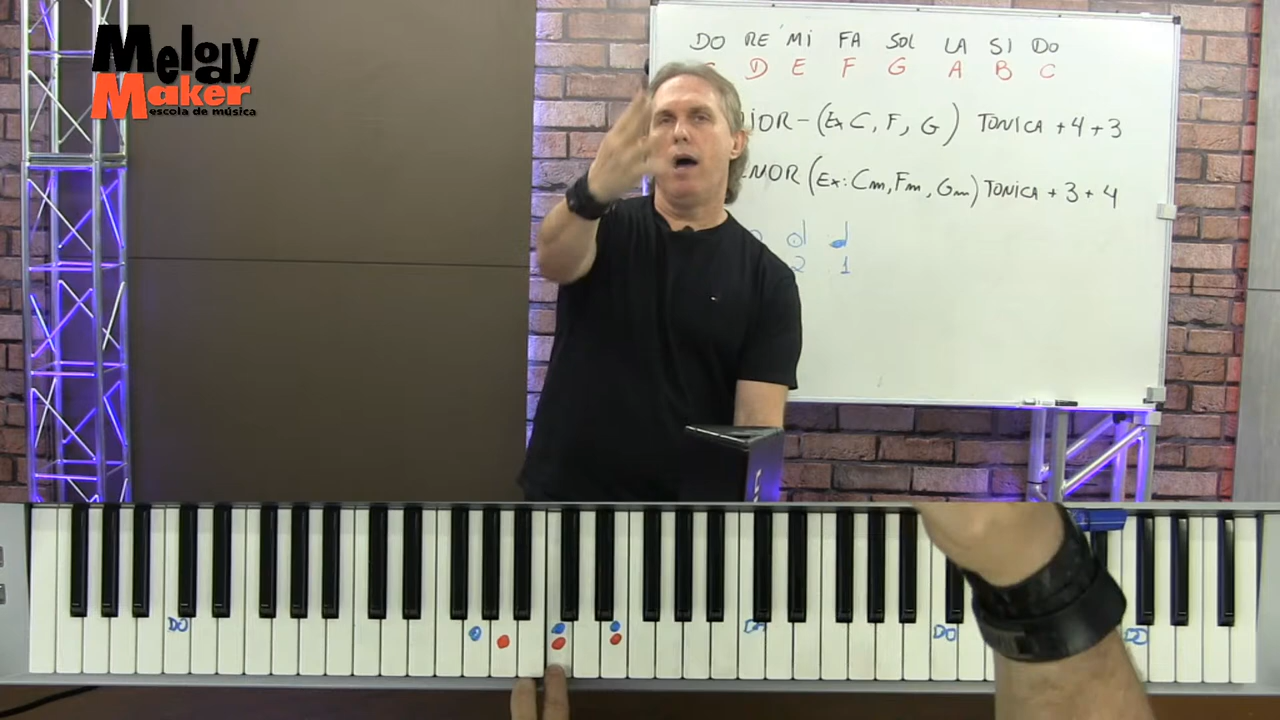 Melody
Maker
escola de música
DO RE MI FA SOL LA SI DO
D E F G A B C
(Ex C, F, G) TONICA +4+3
(Ex: Cm, Fm, Gm) TONICA +3+4
2 1
DO DO DO